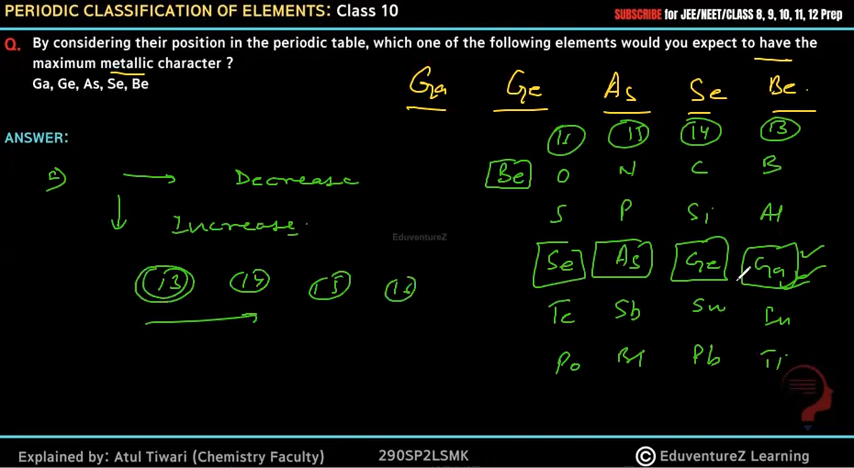 PERIODIC CLASSIFICATION OF ELEMENTS: Class 10
SUBSCRIBE for JEE/NEET/CLASS 8, 9, 10, 11, 12 Prep
Q. By considering their position in the periodic table, which one of the following elements would you expect to have the
maximum metallic character ?
Ga, Ge, As, Se, Be
Ga Ge As Se Be.
ANSWER:
15 14 13
Be O N C B
→ Decrease
S P Si Al
↓ Increase.
EduventureZ
Se As Ge Ga
13 14 15 16
Sb Sn In
Po Pb
Explained by: Atul Tiwari (Chemistry Faculty) 290SP2LSMK © EduventureZ Learning